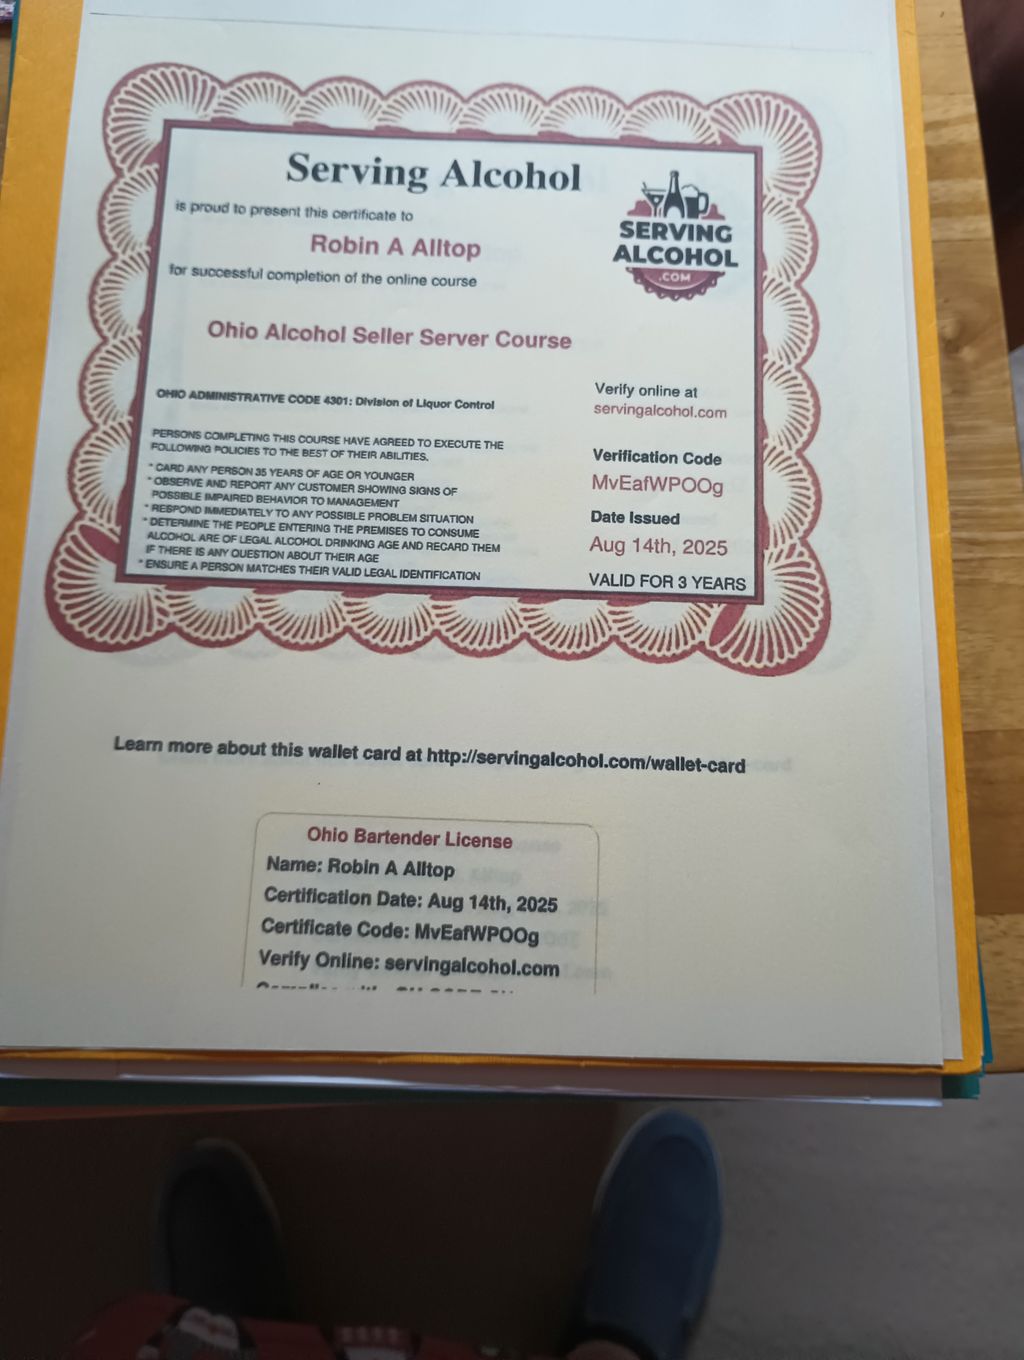 Serving Alcohol
is proud to present this certificate to
Robin A Alltop
for successful completion of the online course
Ohio Alcohol Seller Server Course
SERVING
ALCOHOL
.COM
OHIO ADMINISTRATIVE CODE 4301: Division of Liquor Control
PERSONS COMPLETING THIS COURSE HAVE AGREED TO EXECUTE THE
FOLLOWING POLICIES TO THE BEST OF THEIR ABILITIES.
* CARD ANY PERSON 35 YEARS OF AGE OR YOUNGER
* OBSERVE AND REPORT ANY CUSTOMER SHOWING SIGNS OF
POSSIBLE IMPAIRED BEHAVIOR TO MANAGEMENT
* RESPOND IMMEDIATELY TO ANY POSSIBLE PROBLEM SITUATION
* DETERMINE THE PEOPLE ENTERING THE PREMISES TO CONSUME
ALCOHOL ARE OF LEGAL ALCOHOL DRINKING AGE AND RECARD THEM
IF THERE IS ANY QUESTION ABOUT THEIR AGE
* ENSURE A PERSON MATCHES THEIR VALID LEGAL IDENTIFICATION
Verify online at
servingalcohol.com
Verification Code
MvEafWPOOg
Date Issued
Aug 14th, 2025
VALID FOR 3 YEARS
Learn more about this wallet card at http://servingalcohol.com/wallet-card
Ohio Bartender License
Name: Robin A Alltop
Certification Date: Aug 14th, 2025
Certificate Code: MvEafWPOOg
Verify Online: servingalcohol.com